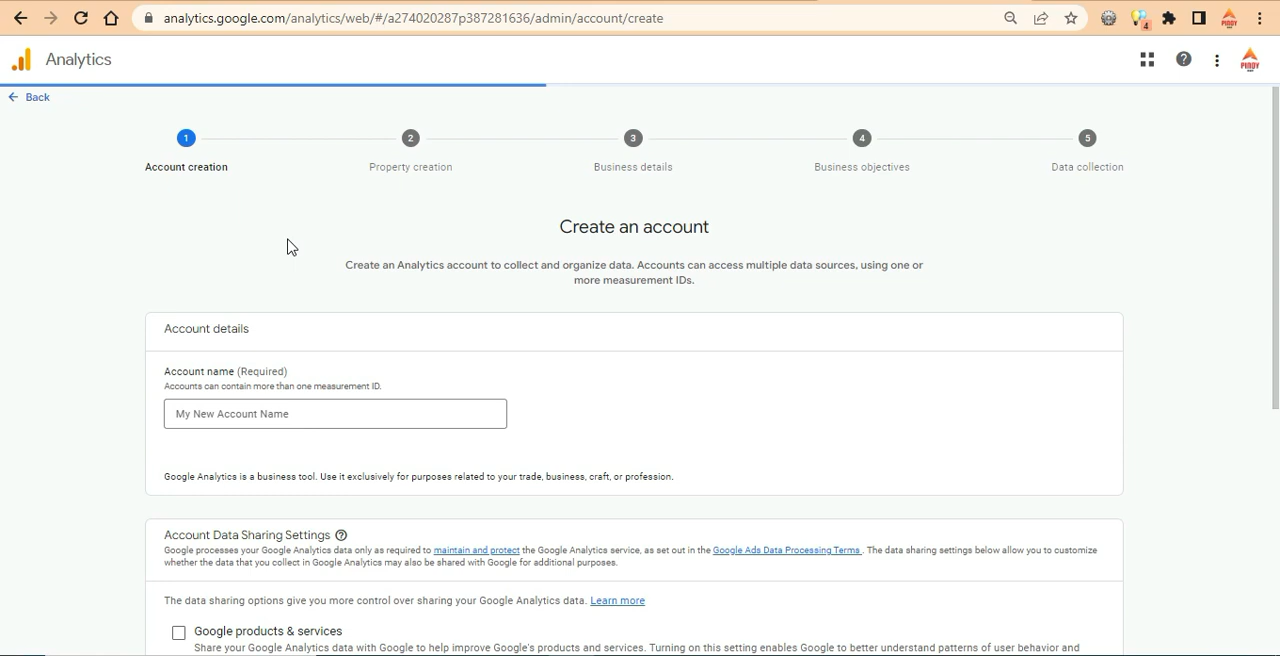 analytics.google.com/analytics/web/#/a274020287p387281636/admin/account/create
4
PINOY
Analytics
PINOY
Back
1
2
3
4
5
Account creation
Property creation
Business details
Business objectives
Data collection
Create an account
Create an Analytics account to collect and organize data. Accounts can access multiple data sources, using one or
more measurement IDs.
Account details
Account name (Required)
Accounts can contain more than one measurement ID.
My New Account Name
Google Analytics is a business tool. Use it exclusively for purposes related to your trade, business, craft, or profession.
Account Data Sharing Settings
Google processes your Google Analytics data only as required to maintain and protect the Google Analytics service, as set out in the Google Ads Data Processing Terms . The data sharing settings below allow you to customize
whether the data that you collect in Google Analytics may also be shared with Google for additional purposes.
The data sharing options give you more control over sharing your Google Analytics data. Learn more
Google products & services
Share your Google Analytics data with Google to help improve Google's products and services. Turning on this setting enables Google to better understand patterns of user behavior and